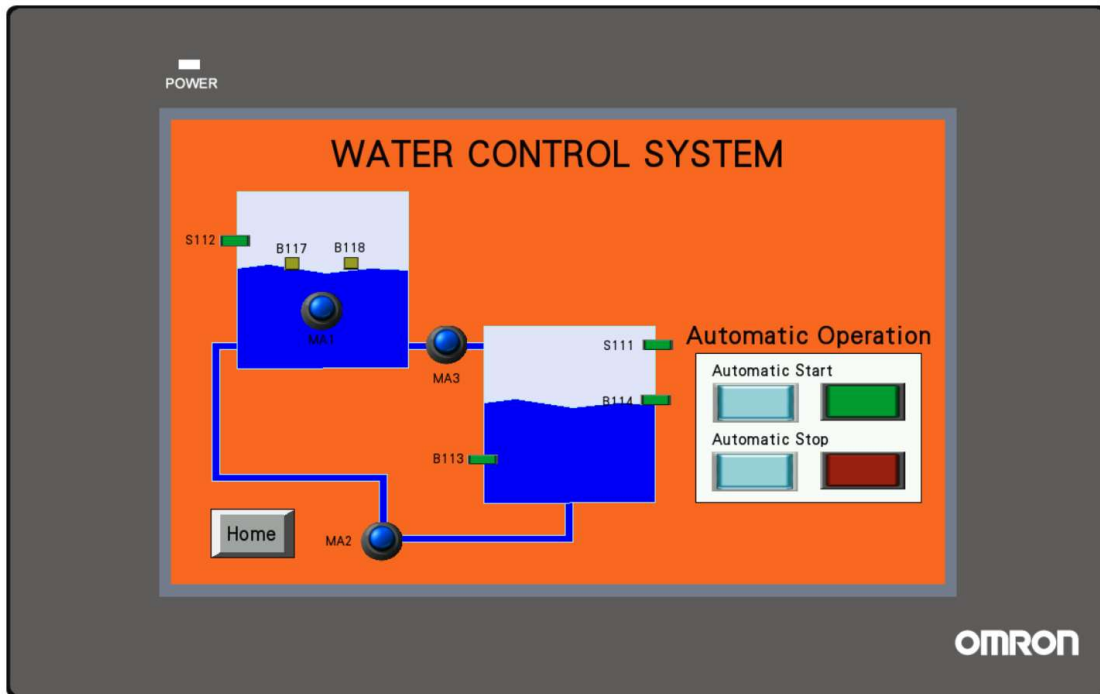 POWER
WATER CONTROL SYSTEM
S112
B117
B118
MA1
MA3
S111
B114
B113
MA2
Automatic Operation
Automatic Start
Automatic Stop
Home
OMRON